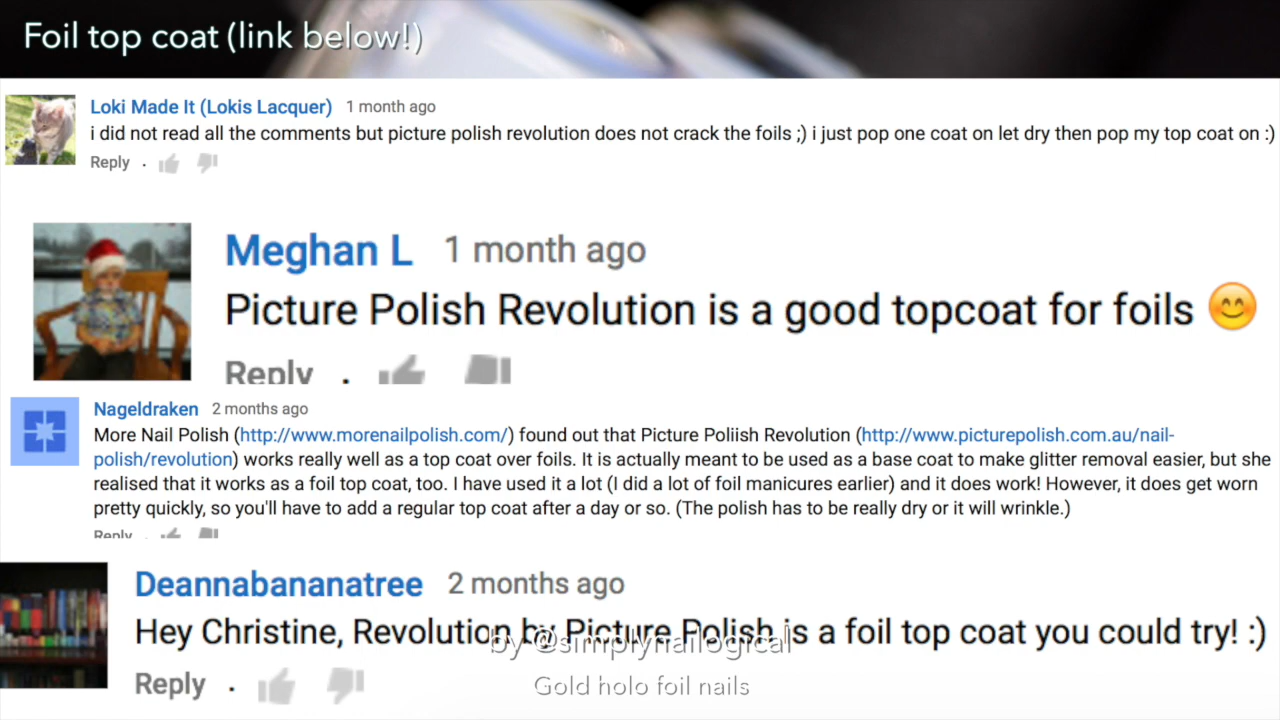 Foil top coat (link below!)
Loki Made It (Lokis Lacquer) 1 month ago
i did not read all the comments but picture polish revolution does not crack the foils ;) i just pop one coat on let dry then pop my top coat on :)
Reply .
Meghan L 1 month ago
Picture Polish Revolution is a good topcoat for foils 😊
Reply .
Nageldraken 2 months ago
More Nail Polish (http://www.morenailpolish.com/) found out that Picture Poliish Revolution (http://www.picturepolish.com.au/nail-
polish/revolution) works really well as a top coat over foils. It is actually meant to be used as a base coat to make glitter removal easier, but she
realised that it works as a foil top coat, too. I have used it a lot (I did a lot of foil manicures earlier) and it does work! However, it does get worn
pretty quickly, so you'll have to add a regular top coat after a day or so. (The polish has to be really dry or it will wrinkle.)
Reply .
Deannabananatree 2 months ago
Hey Christine, Revolution by Picture Polish is a foil top coat you could try! :)
by @simplynailogical
Reply .
Gold holo foil nails